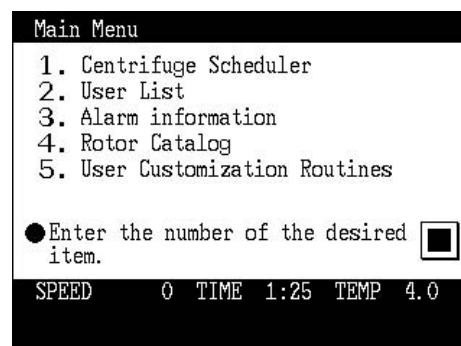 Main Menu
1. Centrifuge Scheduler
2. User List
3. Alarm information
4. Rotor Catalog
5. User Customization Routines
Enter the number of the desired
item.
SPEED 0 TIME 1:25 TEMP 4.0